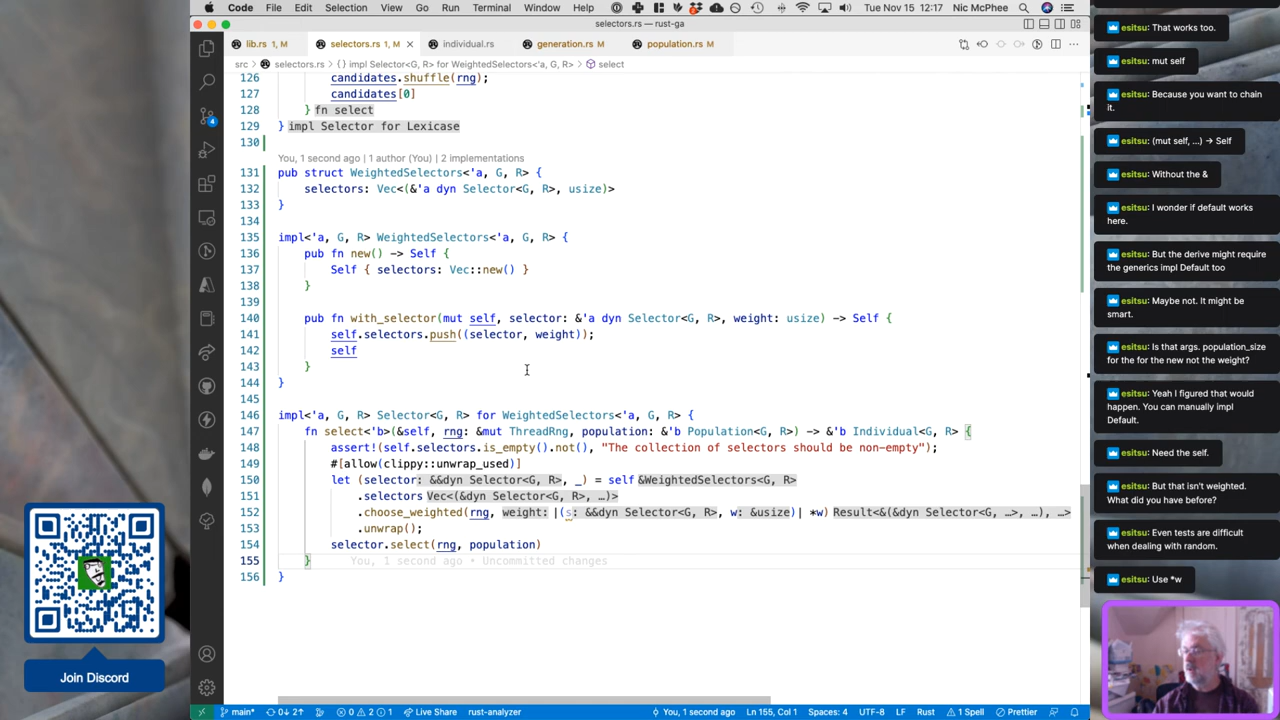 Code File Edit Selection View Go Run Terminal Window Help Tue Nov 15 12:17 Nic McPhee
selectors.rs — rust-ga
lib.rs 1, M selectors.rs 1, M individual.rs generation.rs M population.rs M
src > selectors.rs > {} impl Selector<G, R> for WeightedSelectors<'a, G, R> > select
126 candidates.shuffle(rng);
127 candidates[0]
128 } fn select
129 } impl Selector for Lexicase
130
You, 1 second ago | 1 author (You) | 2 implementations
131 pub struct WeightedSelectors<'a, G, R> {
132 selectors: Vec<(&'a dyn Selector<G, R>, usize)>
133 }
134
135 impl<'a, G, R> WeightedSelectors<'a, G, R> {
136 pub fn new() -> Self {
137 Self { selectors: Vec::new() }
138 }
139
140 pub fn with_selector(mut self, selector: &'a dyn Selector<G, R>, weight: usize) -> Self {
141 self.selectors.push((selector, weight));
142 self
143 }
144 }
145
146 impl<'a, G, R> Selector<G, R> for WeightedSelectors<'a, G, R> {
147 fn select<'b>(&self, rng: &mut ThreadRng, population: &'b Population<G, R>) -> &'b Individual<G, R> {
148 assert!(self.selectors.is_empty().not(), "The collection of selectors should be non-empty");
149 #[allow(clippy::unwrap_used)]
150 let (selector: &&dyn Selector<G, R>, _) = self &WeightedSelectors<G, R>
151 .selectors Vec<(&dyn Selector<G, R>, …)>
152 .choose_weighted(rng, weight: |(s: &&dyn Selector<G, R>, w: &usize)| *w) Result<&(&dyn Selector<G, …>, …), …>
153 .unwrap();
154 selector.select(rng, population)
155 } You, 1 second ago • Uncommitted changes
156 }
main* 0↓ 2↑ 0 2 1 Live Share rust-analyzer You, 1 second ago Ln 155, Col 1 Spaces: 4 UTF-8 LF Rust 1 Spell Prettier
Join Discord
esitsu: That works too.
esitsu: mut self
esitsu: Because you want to chain
it.
esitsu: (mut self, ...) -> Self
esitsu: Without the &
esitsu: I wonder if default works
here.
esitsu: But the derive might require
the generics impl Default too
esitsu: Maybe not. It might be
smart.
esitsu: Is that args. population_size
for the for the new not the weight?
esitsu: Yeah I figured that would
happen. You can manually impl
Default.
esitsu: Need the self.
esitsu: But that isn't weighted.
What did you have before?
esitsu: Even tests are difficult
when dealing with random.
esitsu: Use *w